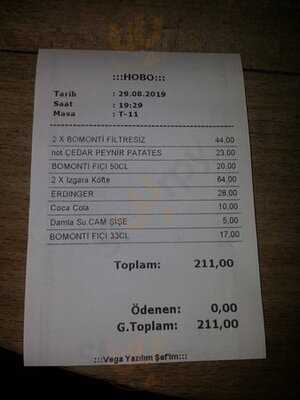 :::HOBO:::
Tarih : 29.08.2019
Saat : 19:29
Masa : T-11
2 X BOMONTİ FİLTRESİZ 44,00
not ÇEDAR PEYNİR PATATES 23,00
BOMONTİ FIÇI 50CL 20,00
2 X Izgara Köfte 64,00
ERDINGER 28,00
Coca Cola 10,00
Damla Su CAM ŞİŞE 5,00
BOMONTİ FIÇI 33CL 17,00
Toplam: 211,00
Ödenen: 0,00
G.Toplam: 211,00
:::Vega Yazılım Şef'im:::